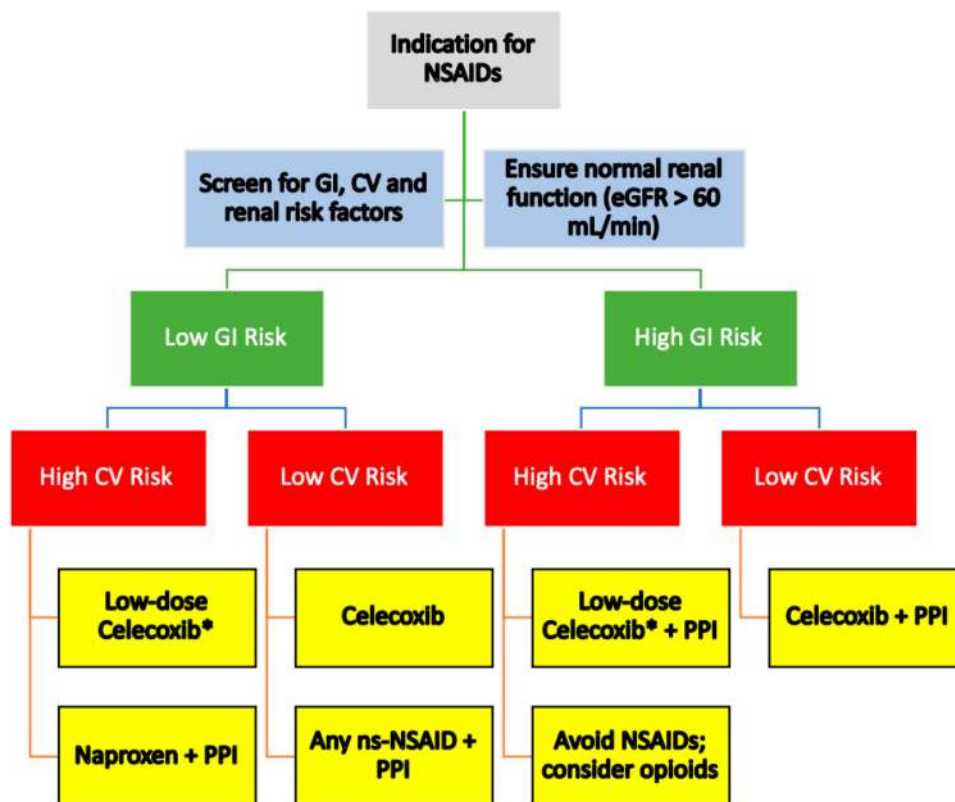 Indication for
NSAIDs
Screen for GI, CV and
renal risk factors
Ensure normal renal
function (eGFR > 60
mL/min)
Low GI Risk
High GI Risk
High CV Risk
Low CV Risk
High CV Risk
Low CV Risk
Low-dose
Celecoxib*
Celecoxib
Low-dose
Celecoxib* + PPI
Celecoxib + PPI
Naproxen + PPI
Any ns-NSAID +
PPI
Avoid NSAIDs;
consider opioids